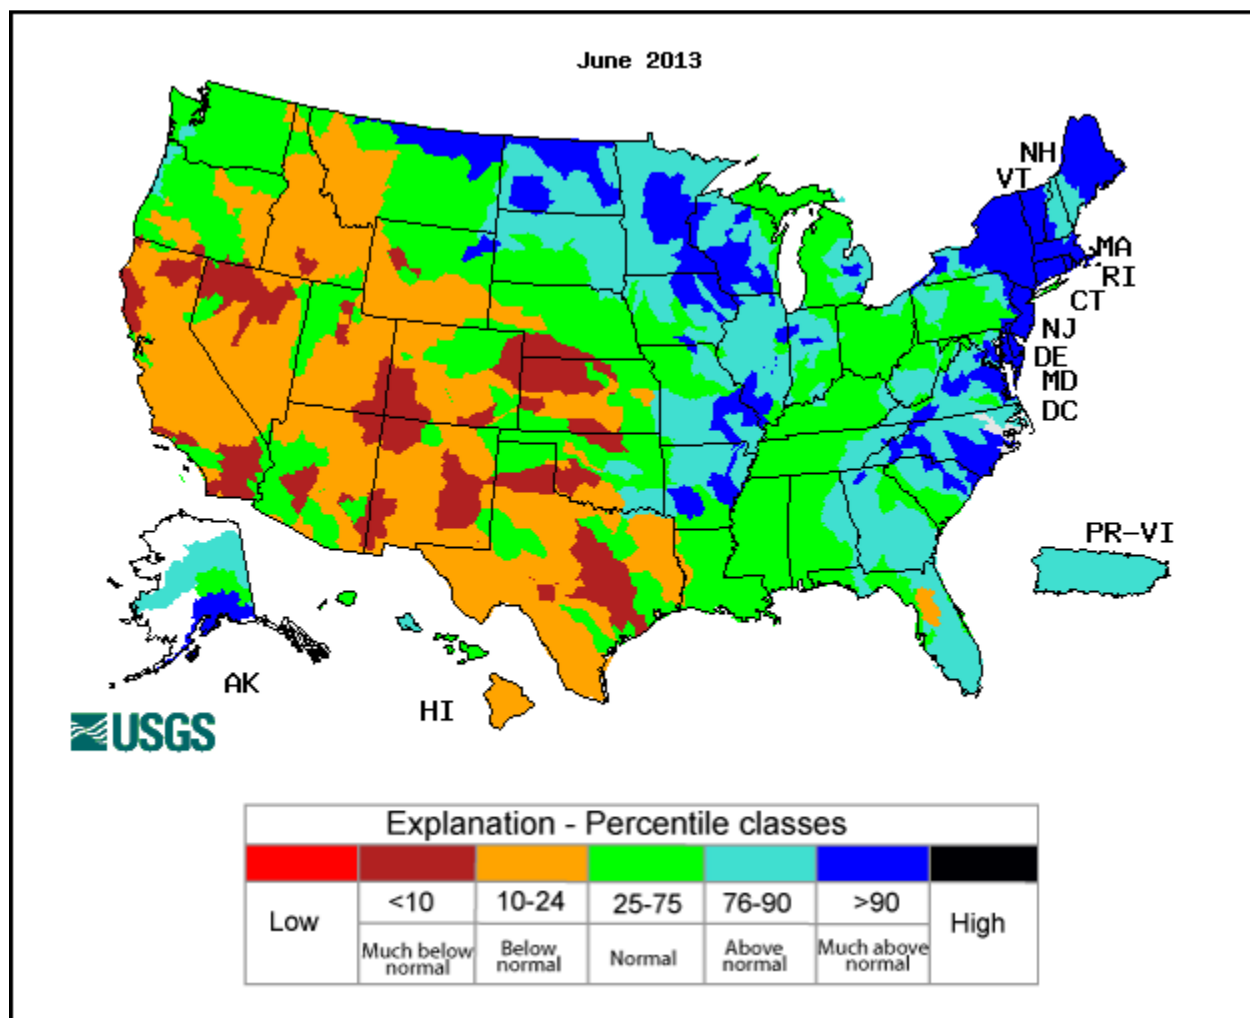 June 2013
NH
VT
MA
RI
CT
NJ
DE
MD
DC
PR-VI
AK
HI
USGS
Explanation - Percentile classes
Low
<10
10-24
25-75
76-90
>90
High
Much below
normal
Below
normal
Normal
Above
normal
Much above
normal